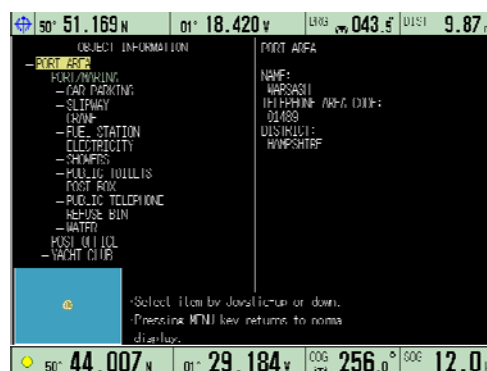 50° 51.169 N 01° 18.420 W BRG 043.5° DIST 9.87
OBJECT INFORMATION
PORT AREA
PORT/MARINA
CAR PARKING
SLIPWAY
CRANE
FUEL STATION
ELECTRICITY
SHOWERS
PUBLIC TOILETS
POST BOX
PUBLIC TELEPHONE
REFUSE BIN
WATER
POST OFFICE
YACHT CLUB
PORT AREA
NAME:
WARSASH
TELEPHONE AREA CODE:
01489
DISTRICT:
HAMPSHIRE
-Select item by Joystic-up or down.
-Pressing MENU key returns to norma
display.
50° 44.007 N 01° 29.184 W COG 256.0° SOG 12.0